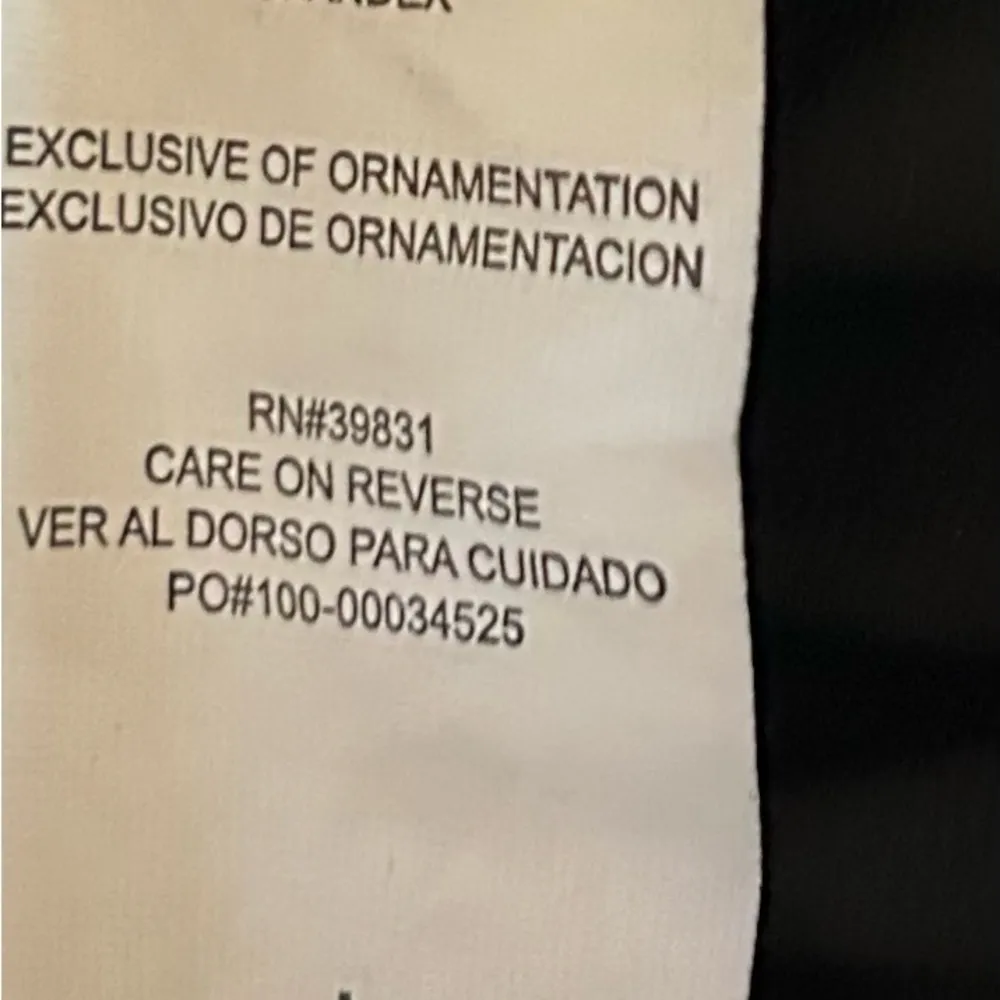 EXCLUSIVE OF ORNAMENTATION
EXCLUSIVO DE ORNAMENTACION
RN#39831
CARE ON REVERSE
VER AL DORSO PARA CUIDADO
PO#100-00034525